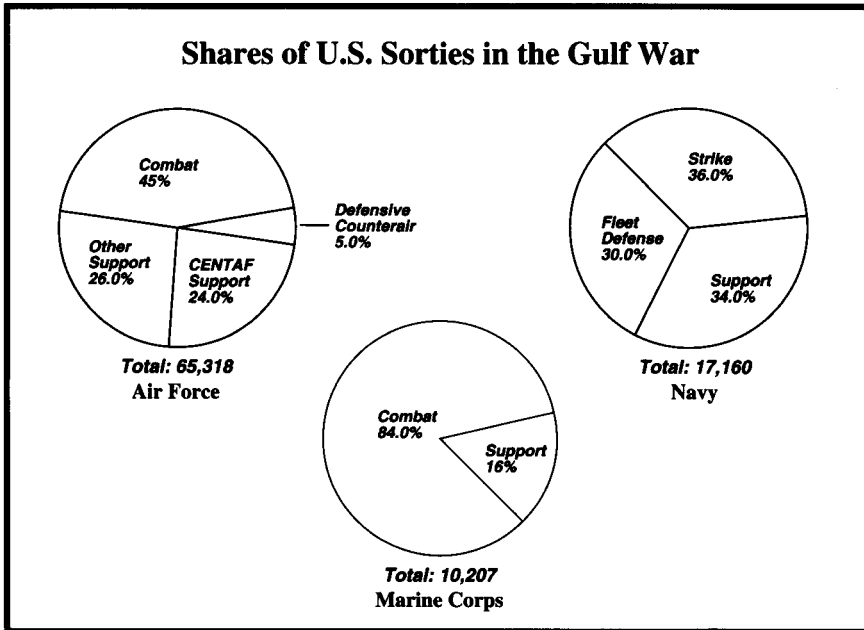 Shares of U.S. Sorties in the Gulf War
Combat
45%
Defensive
Counterair
5.0%
Other
Support
26.0%
CENTAF
Support
24.0%
Total: 65,318
Air Force
Strike
36.0%
Fleet
Defense
30.0%
Support
34.0%
Total: 17,160
Navy
Combat
84.0%
Support
16%
Total: 10,207
Marine Corps